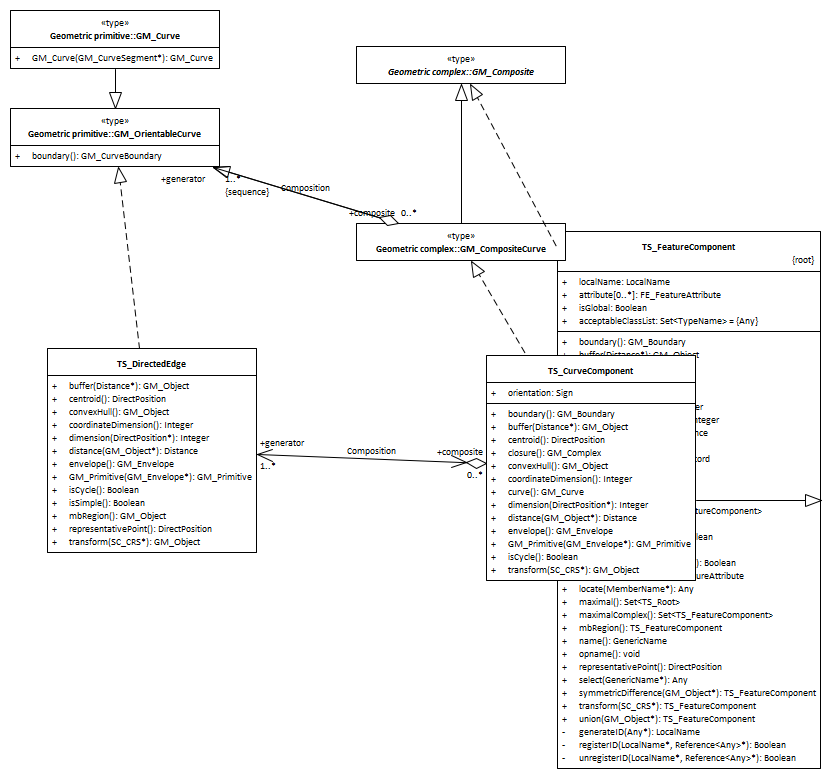 «type»
Geometric primitive::GM_Curve
+ GM_Curve(GM_CurveSegment*): GM_Curve
«type»
Geometric complex::GM_Composite
«type»
Geometric primitive::GM_OrientableCurve
+ boundary(): GM_CurveBoundary
+generator
1..*
{sequence}
Composition
+composite 0..*
«type»
Geometric complex::GM_CompositeCurve
TS_FeatureComponent
{root}
+ localName: LocalName
+ attribute[0..*]: FE_FeatureAttribute
+ isGlobal: Boolean
+ acceptableClassList: Set<TypeName> = {Any}
+ boundary(): GM_Boundary
buffer(Distance*): GM_Object
TS_DirectedEdge
+ buffer(Distance*): GM_Object
+ centroid(): DirectPosition
+ convexHull(): GM_Object
+ coordinateDimension(): Integer
+ dimension(DirectPosition*): Integer
+ distance(GM_Object*): Distance
+ envelope(): GM_Envelope
+ GM_Primitive(GM_Envelope*): GM_Primitive
+ isCycle(): Boolean
+ isSimple(): Boolean
+ mbRegion(): GM_Object
+ representativePoint(): DirectPosition
+ transform(SC_CRS*): GM_Object
+generator
1..*
Composition
+composite
0..*
TS_CurveComponent
+ orientation: Sign
+ boundary(): GM_Boundary
+ buffer(Distance*): GM_Object
+ centroid(): DirectPosition
+ closure(): GM_Complex
+ convexHull(): GM_Object
+ coordinateDimension(): Integer
+ curve(): GM_Curve
+ dimension(DirectPosition*): Integer
+ distance(GM_Object*): Distance
+ envelope(): GM_Envelope
+ GM_Primitive(GM_Envelope*): GM_Primitive
+ isCycle(): Boolean
+ transform(SC_CRS*): GM_Object
ger
nteger
nce
cord
tureComponent>
lean
): Boolean
ureAttribute
+ locate(MemberName*): Any
+ maximal(): Set<TS_Root>
+ maximalComplex(): Set<TS_FeatureComponent>
+ mbRegion(): TS_FeatureComponent
+ name(): GenericName
+ opname(): void
+ representativePoint(): DirectPosition
+ select(GenericName*): Any
+ symmetricDifference(GM_Object*): TS_FeatureComponent
+ transform(SC_CRS*): TS_FeatureComponent
+ union(GM_Object*): TS_FeatureComponent
- generateID(Any*): LocalName
- registerID(LocalName*, Reference<Any>*): Boolean
- unregisterID(LocalName*, Reference<Any>*): Boolean